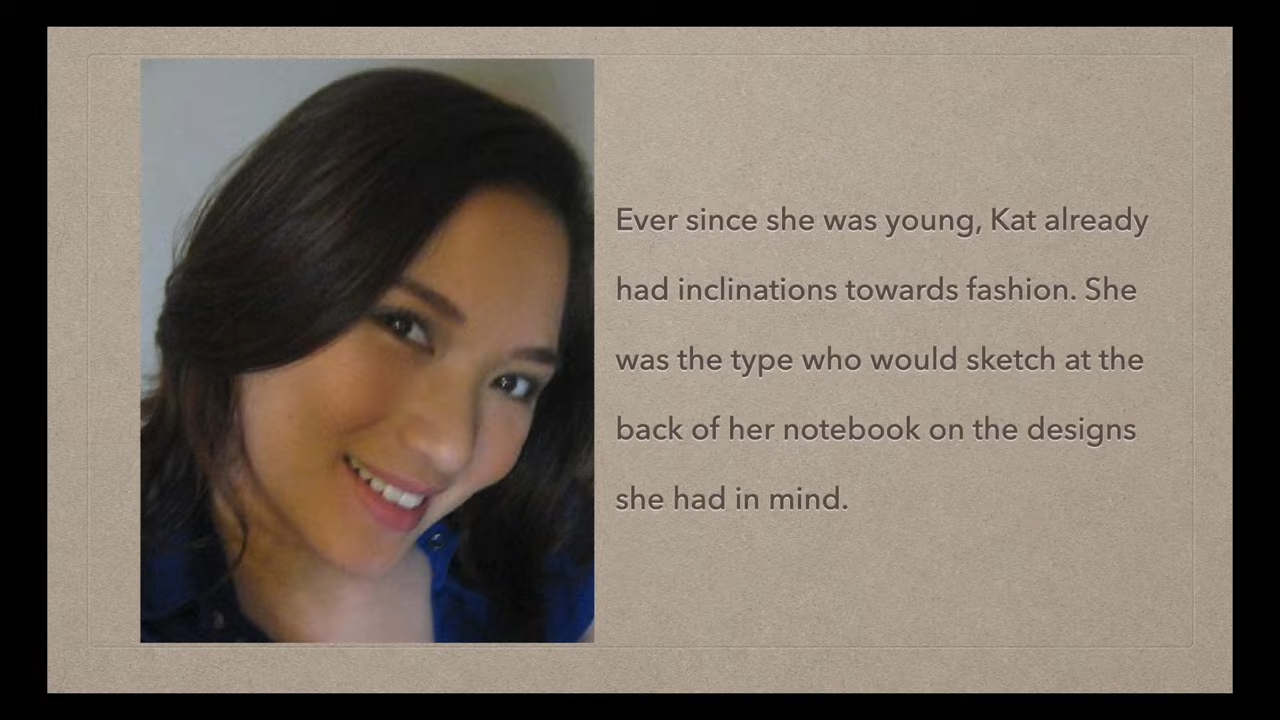 Ever since she was young, Kat already
had inclinations towards fashion. She
was the type who would sketch at the
back of her notebook on the designs
she had in mind.